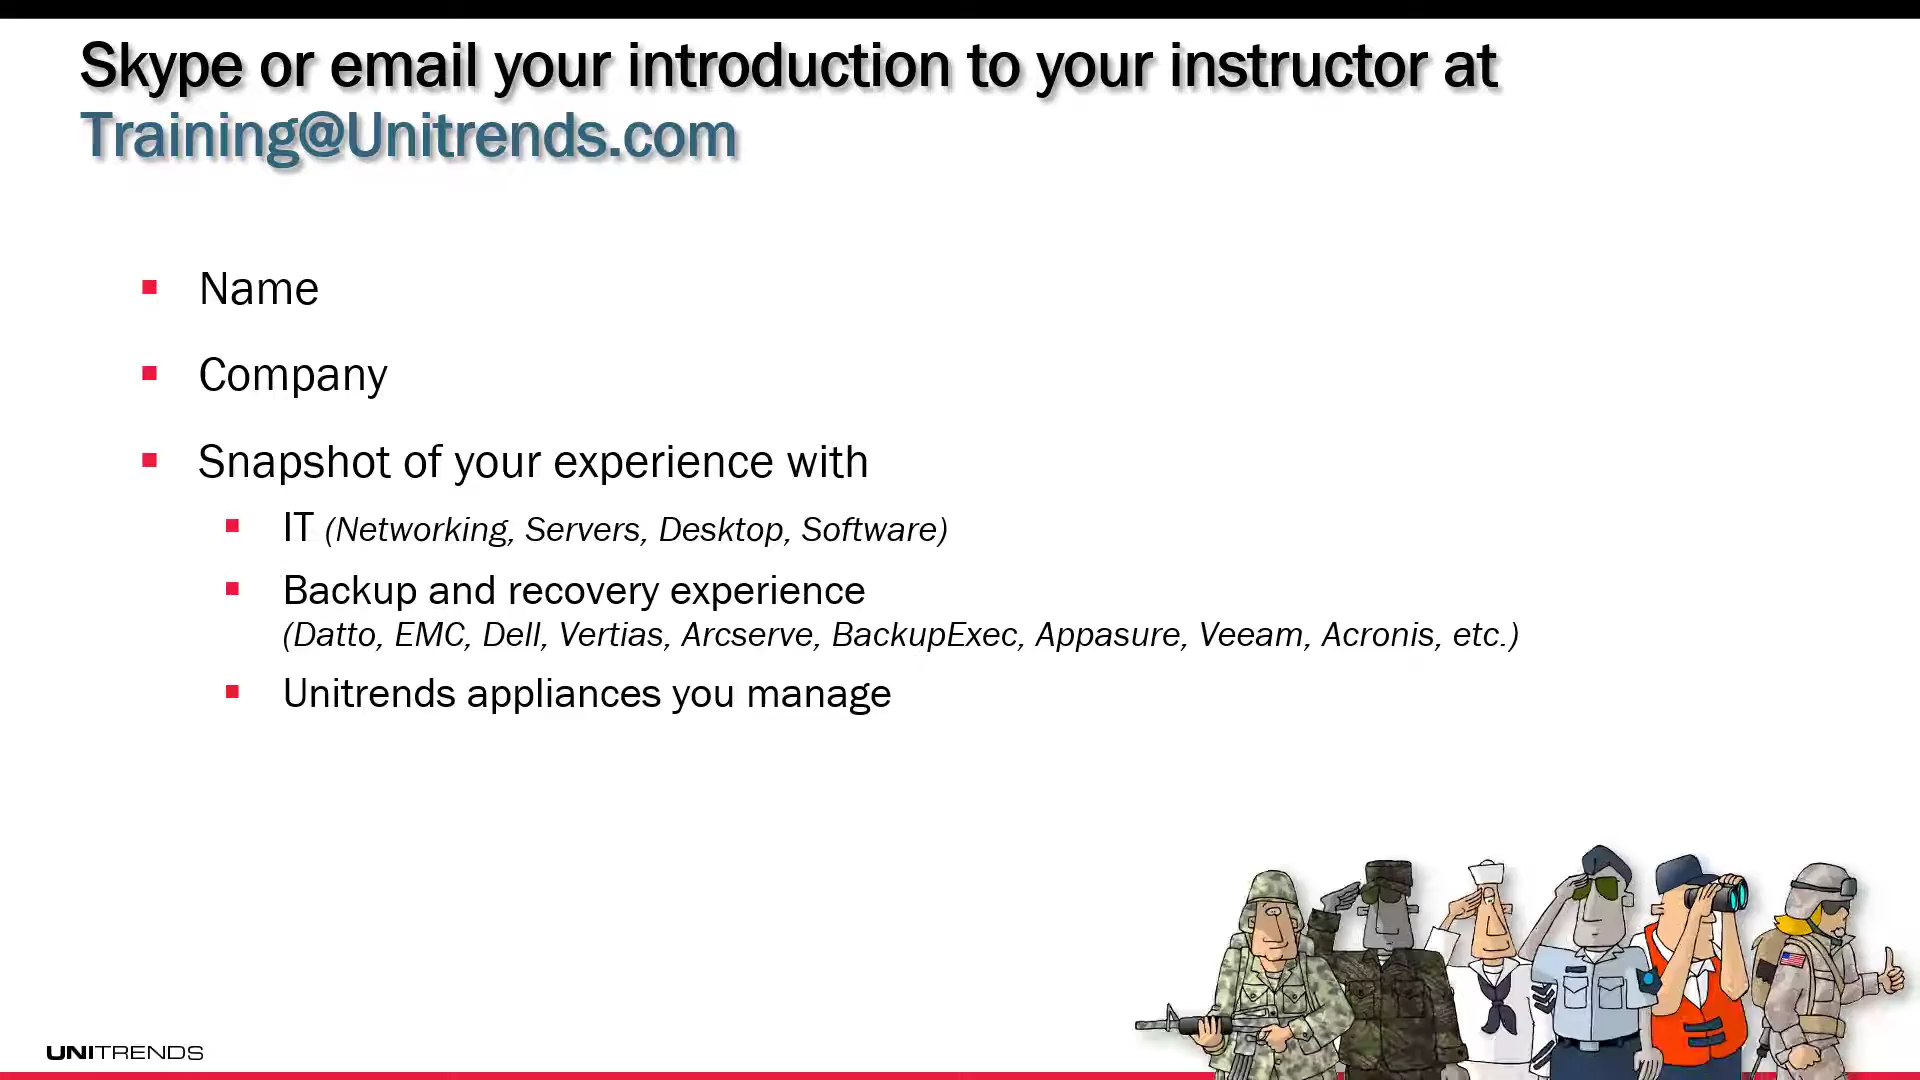 Skype or email your introduction to your instructor at
Training@Unitrends.com
Name
Company
Snapshot of your experience with
IT (Networking, Servers, Desktop, Software)
Backup and recovery experience
(Datto, EMC, Dell, Vertias, Arcserve, BackupExec, Appasure, Veeam, Acronis, etc.)
Unitrends appliances you manage
UNITRENDS